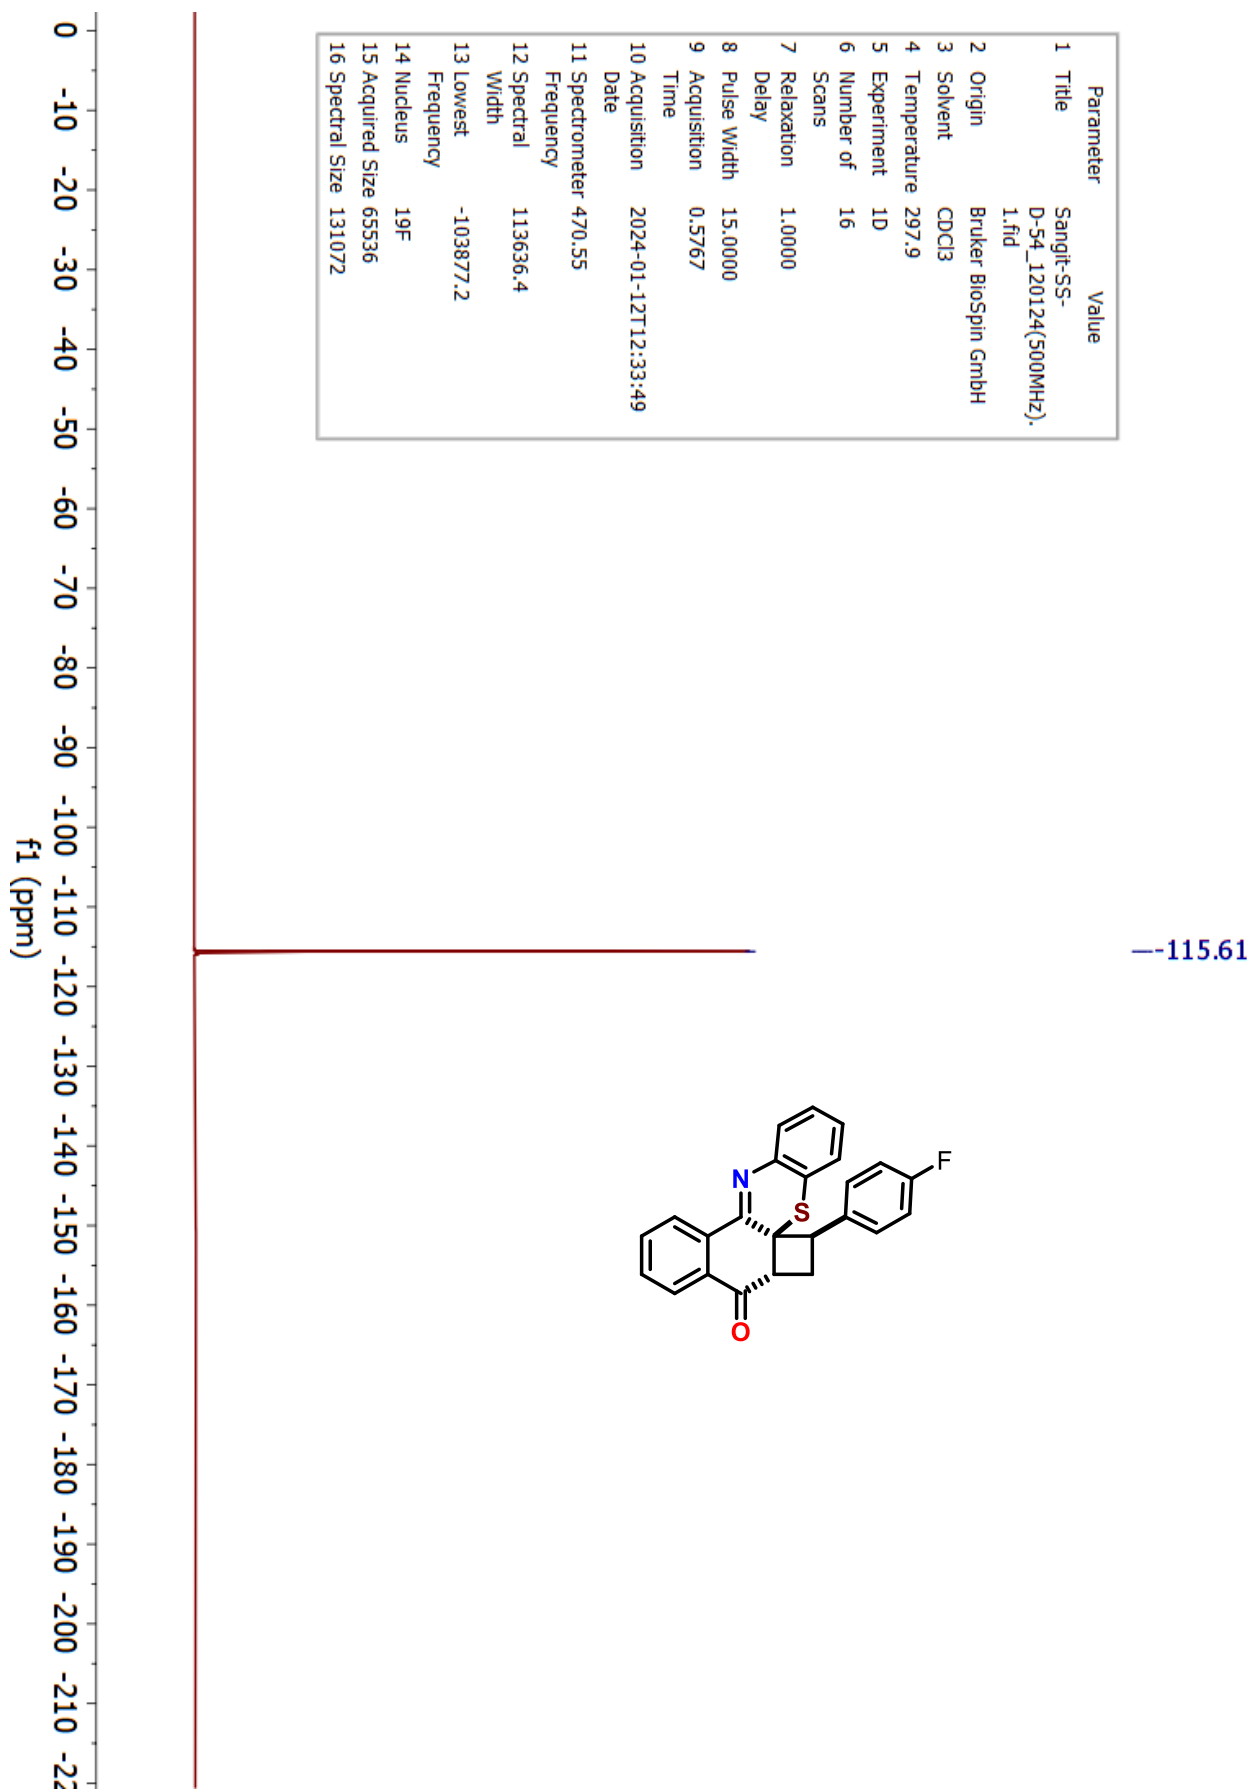 Parameter Value
1 Title Sangit-SS-
D-54_120124(500MHz).
1.fid
2 Origin Bruker BioSpin GmbH
3 Solvent CDCl3
4 Temperature 297.9
5 Experiment 1D
6 Number of 16
Scans
7 Relaxation 1.0000
Delay
8 Pulse Width 15.0000
9 Acquisition 0.5767
Time
10 Acquisition 2024-01-12T12:33:49
Date
11 Spectrometer 470.55
Frequency
12 Spectral 113636.4
Width
13 Lowest -103877.2
Frequency
14 Nucleus 19F
15 Acquired Size 65536
16 Spectral Size 131072
-115.61
F
N
S
O
0 -10 -20 -30 -40 -50 -60 -70 -80 -90 -100 -110 -120 -130 -140 -150 -160 -170 -180 -190 -200 -210 -22
f1 (ppm)